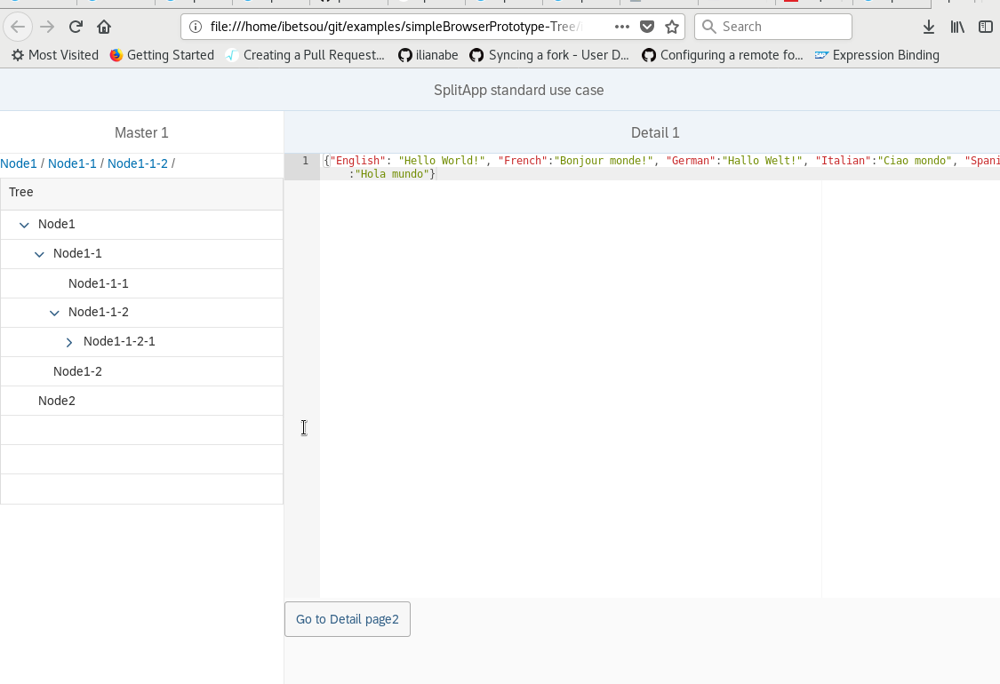 file:///home/ibetsou/git/examples/simpleBrowserPrototype-Tree/
Search
Most Visited Getting Started Creating a Pull Request... ilianabe Syncing a fork - User D... Configuring a remote fo... Expression Binding
SplitApp standard use case
Master 1
Detail 1
Node1 / Node1-1 / Node1-1-2 /
Tree
Node1
Node1-1
Node1-1-1
Node1-1-2
Node1-1-2-1
Node1-2
Node2
1
{"English": "Hello World!", "French":"Bonjour monde!", "German":"Hallo Welt!", "Italian":"Ciao mondo", "Spani
:"Hola mundo"}
Go to Detail page2